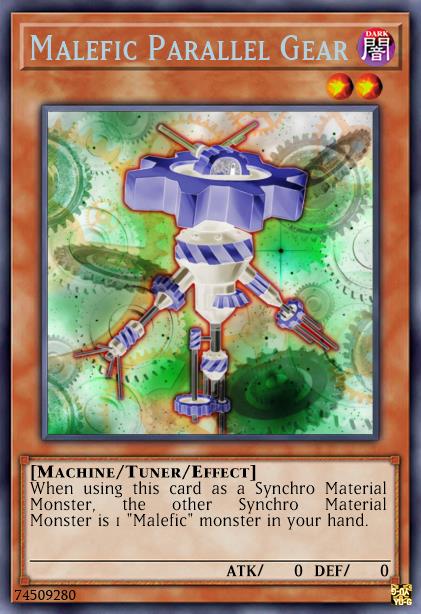 MALEFIC PARALLEL GEAR
DARK
闇
[MACHINE/TUNER/EFFECT]
When using this card as a Synchro Material
Monster, the other Synchro Material
Monster is 1 "Malefic" monster in your hand.
ATK/ 0 DEF/ 0
74509280